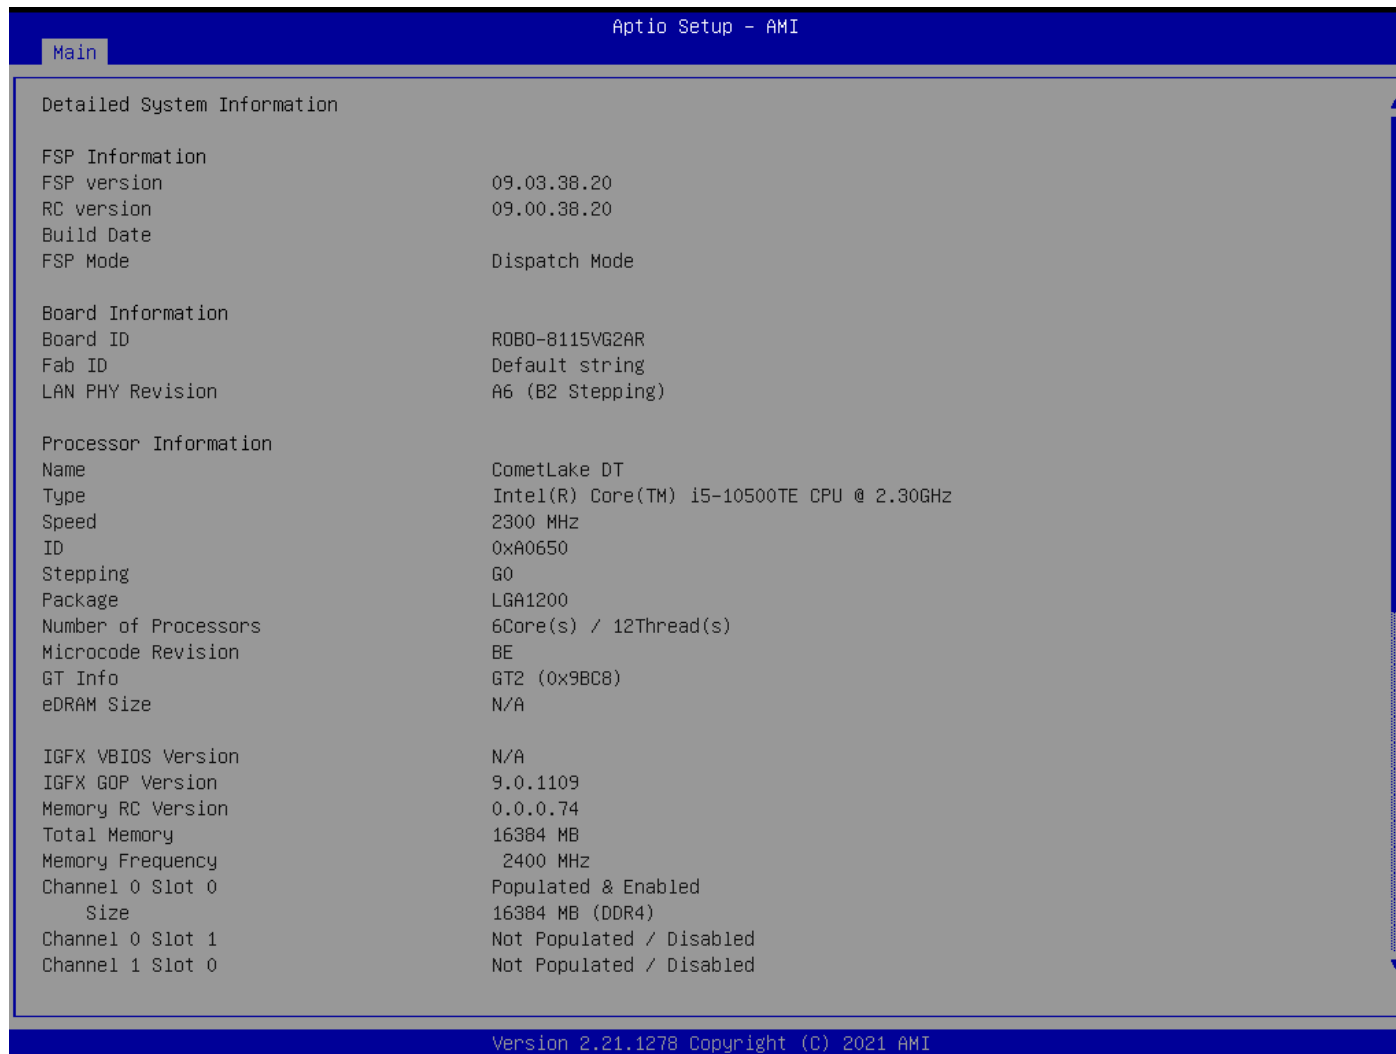 Aptio Setup – AMI
Main
Detailed System Information
FSP Information
FSP version 09.03.38.20
RC version 09.00.38.20
Build Date
FSP Mode Dispatch Mode
Board Information
Board ID ROBO-8115VG2AR
Fab ID Default string
LAN PHY Revision A6 (B2 Stepping)
Processor Information
Name CometLake DT
Type Intel(R) Core(TM) i5-10500TE CPU @ 2.30GHz
Speed 2300 MHz
ID 0xA0650
Stepping G0
Package LGA1200
Number of Processors 6Core(s) / 12Thread(s)
Microcode Revision BE
GT Info GT2 (0x9BC8)
eDRAM Size N/A
IGFX VBIOS Version N/A
IGFX GOP Version 9.0.1109
Memory RC Version 0.0.0.74
Total Memory 16384 MB
Memory Frequency 2400 MHz
Channel 0 Slot 0 Populated & Enabled
Size 16384 MB (DDR4)
Channel 0 Slot 1 Not Populated / Disabled
Channel 1 Slot 0 Not Populated / Disabled
Version 2.21.1278 Copyright (C) 2021 AMI